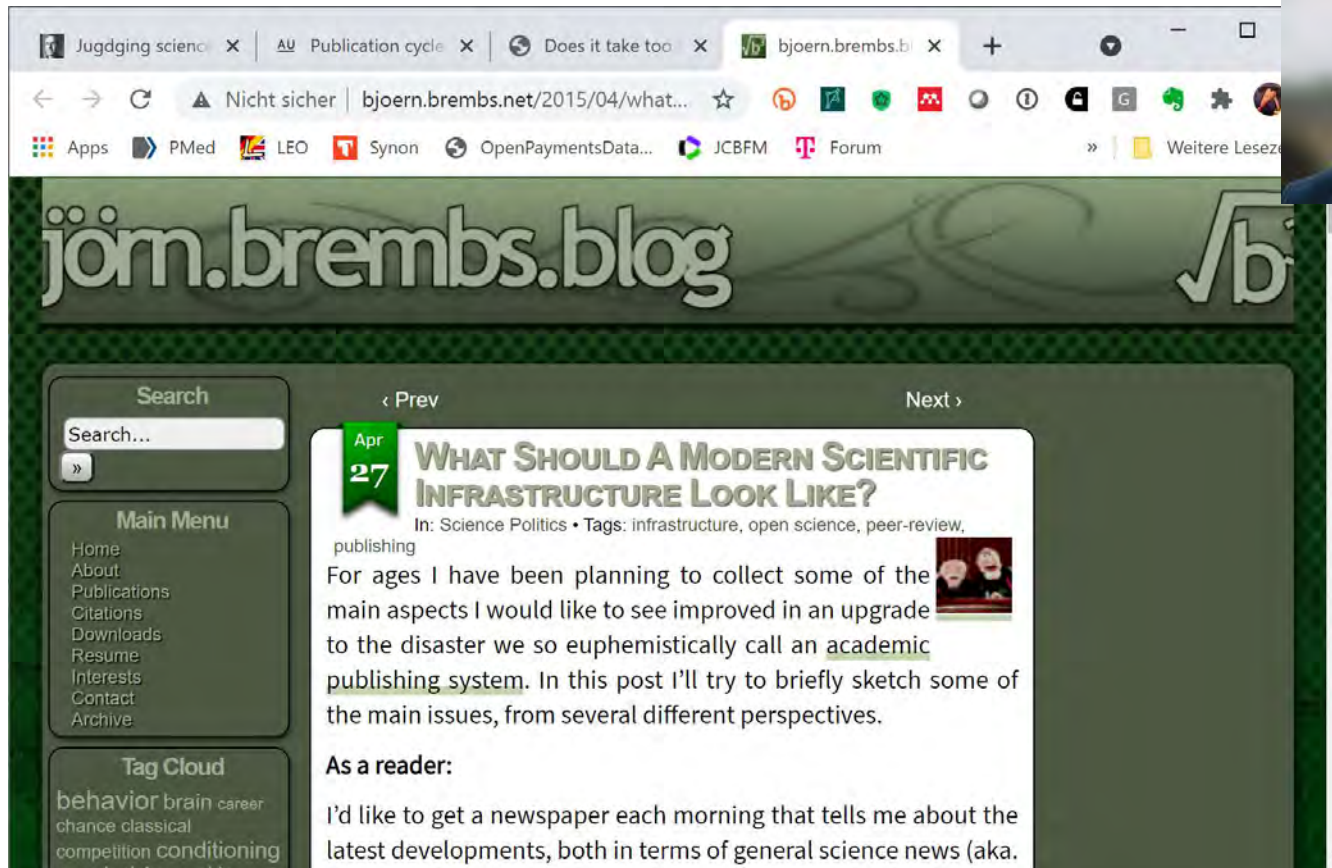 Jugdging science
AU Publication cycle
Does it take too
bjoern.brembs.b
Nicht sicher | bjoern.brembs.net/2015/04/what...
Apps PMed LEO Synon OpenPaymentsData... JCBFM Forum » Weitere Leseze
jörn.brembs.blog √b
Search
Search...
»
Main Menu
Home
About
Publications
Citations
Downloads
Resume
Interests
Contact
Archive
Tag Cloud
behavior brain career
chance classical
competition conditioning
‹ Prev Next ›
Apr
27
WHAT SHOULD A MODERN SCIENTIFIC
INFRASTRUCTURE LOOK LIKE?
In: Science Politics • Tags: infrastructure, open science, peer-review,
publishing
For ages I have been planning to collect some of the
main aspects I would like to see improved in an upgrade
to the disaster we so euphemistically call an academic
publishing system. In this post I'll try to briefly sketch some of
the main issues, from several different perspectives.
As a reader:
I'd like to get a newspaper each morning that tells me about the
latest developments, both in terms of general science news (aka.